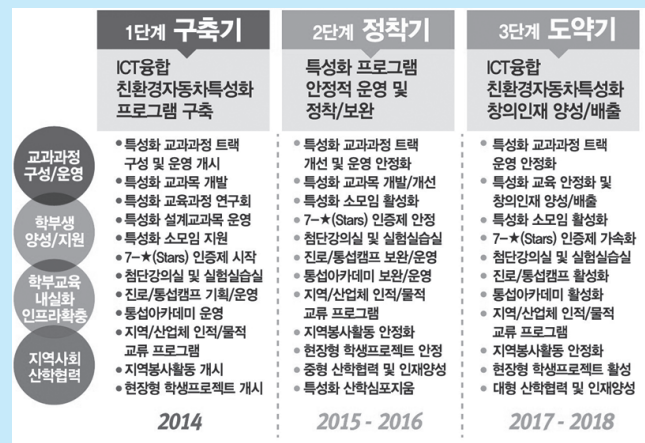 1단계 구축기
ICT융합
친환경자동차특성화
프로그램 구축
2단계 정착기
특성화 프로그램
안정적 운영 및
정착/보완
3단계 도약기
ICT융합
친환경자동차특성화
창의인재 양성/배출
교과과정
구성/운영
학부생
양성/지원
학부교육
내실화
인프라확충
지역사회
산학협력
• 특성화 교과과정 트랙
구성 및 운영 개시
• 특성화 교과목 개발
• 특성화 교육과정 연구회
• 특성화 설계교과목 운영
• 특성화 소모임 지원
• 7-★(Stars) 인증제 시작
• 첨단강의실 및 실험실습실
• 진로/통섭캠프 기획/운영
• 통섭아카데미 운영
• 지역/산업체 인적/물적
교류 프로그램
• 지역봉사활동 개시
• 현장형 학생프로젝트 개시
2014
• 특성화 교과과정 트랙
개선 및 운영 안정화
• 특성화 교과목 개발/개선
• 특성화 소모임 활성화
• 7-★(Stars) 인증제 안정
• 첨단강의실 및 실험실습실
• 진로/통섭캠프 보완/운영
• 통섭아카데미 보완/운영
• 지역/산업체 인적/물적
교류 프로그램
• 지역봉사활동 안정화
• 현장형 학생프로젝트 안정
• 중형 산학협력 및 인재양성
• 특성화 산학심포지움
2015 - 2016
• 특성화 교과과정 트랙
운영 안정화
• 특성화 교육 안정화 및
창의인재 양성/배출
• 특성화 소모임 활성화
• 7-★(Stars) 인증제 가속화
• 첨단강의실 및 실험실습실
• 진로/통섭캠프 활성화
• 통섭아카데미 활성화
• 지역/산업체 인적/물적
교류 프로그램
• 지역봉사활동 안정화
• 현장형 학생프로젝트 활성
• 대형 산학협력 및 인재양성
2017 - 2018